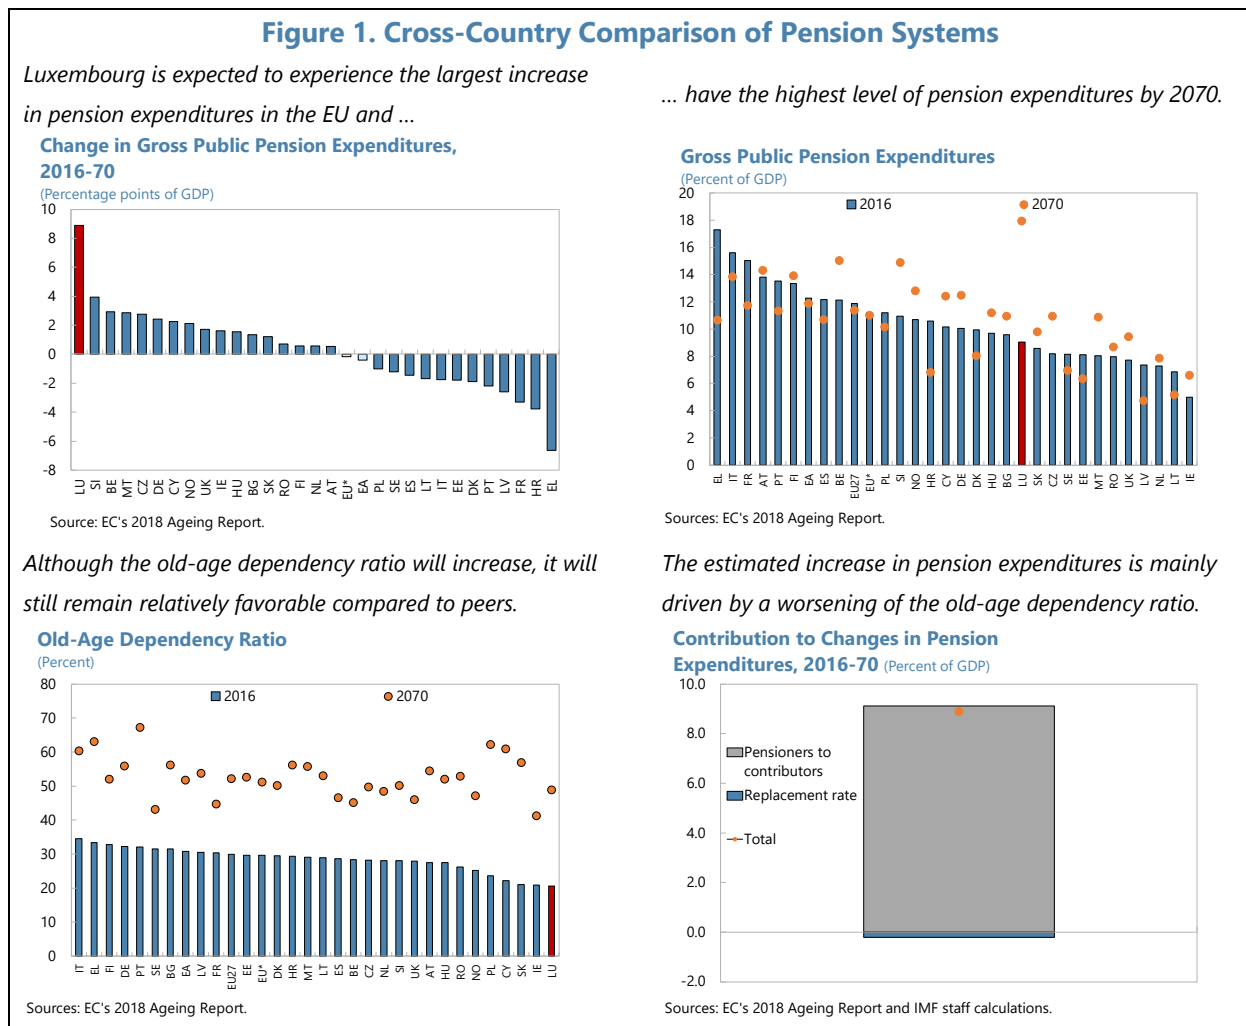 Figure 1. Cross-Country Comparison of Pension Systems
Luxembourg is expected to experience the largest increase
in pension expenditures in the EU and ...
Change in Gross Public Pension Expenditures,
2016-70
(Percentage points of GDP)
10
8
6
4
2
0
-2
-4
-6
-8
LU SI BE MT CZ DE CY NO UK IE HU BG SK RO FI NL AT EU* EA PL SE ES LT IT EE DK PT LV FR HR EL
Source: EC's 2018 Ageing Report.
... have the highest level of pension expenditures by 2070.
Gross Public Pension Expenditures
(Percent of GDP)
2016 2070
20
18
16
14
12
10
8
6
4
2
0
EL IT FR AT PT FI EA ES BE EU27 EU* PL SI NO HR CY DE DK HU BG LU SK CZ SE EE MT RO UK LV NL LT IE
Sources: EC's 2018 Ageing Report.
Although the old-age dependency ratio will increase, it will
still remain relatively favorable compared to peers.
Old-Age Dependency Ratio
(Percent)
2016 2070
80
70
60
50
40
30
20
10
0
IT EL FI DE PT SE BG EA LV FR EU27 EE EU* DK HR MT LT ES BE CZ NL SI UK AT HU RO NO PL CY SK IE LU
Sources: EC's 2018 Ageing Report.
The estimated increase in pension expenditures is mainly
driven by a worsening of the old-age dependency ratio.
Contribution to Changes in Pension
Expenditures, 2016-70 (Percent of GDP)
10.0
8.0
6.0
4.0
2.0
0.0
-2.0
Pensioners to
contributors
Replacement rate
Total
Sources: EC's 2018 Ageing Report and IMF staff calculations.